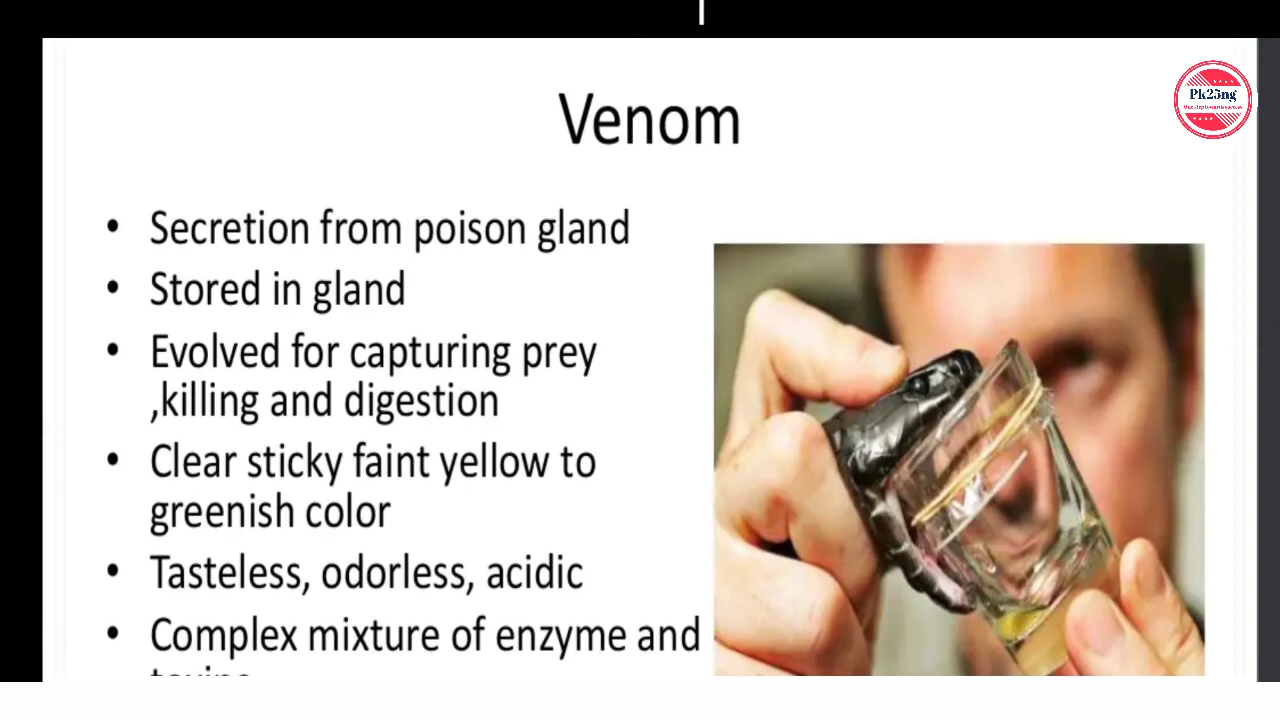 Pk25ng
Venom
• Secretion from poison gland
• Stored in gland
• Evolved for capturing prey
,killing and digestion
• Clear sticky faint yellow to
greenish color
• Tasteless, odorless, acidic
• Complex mixture of enzyme and